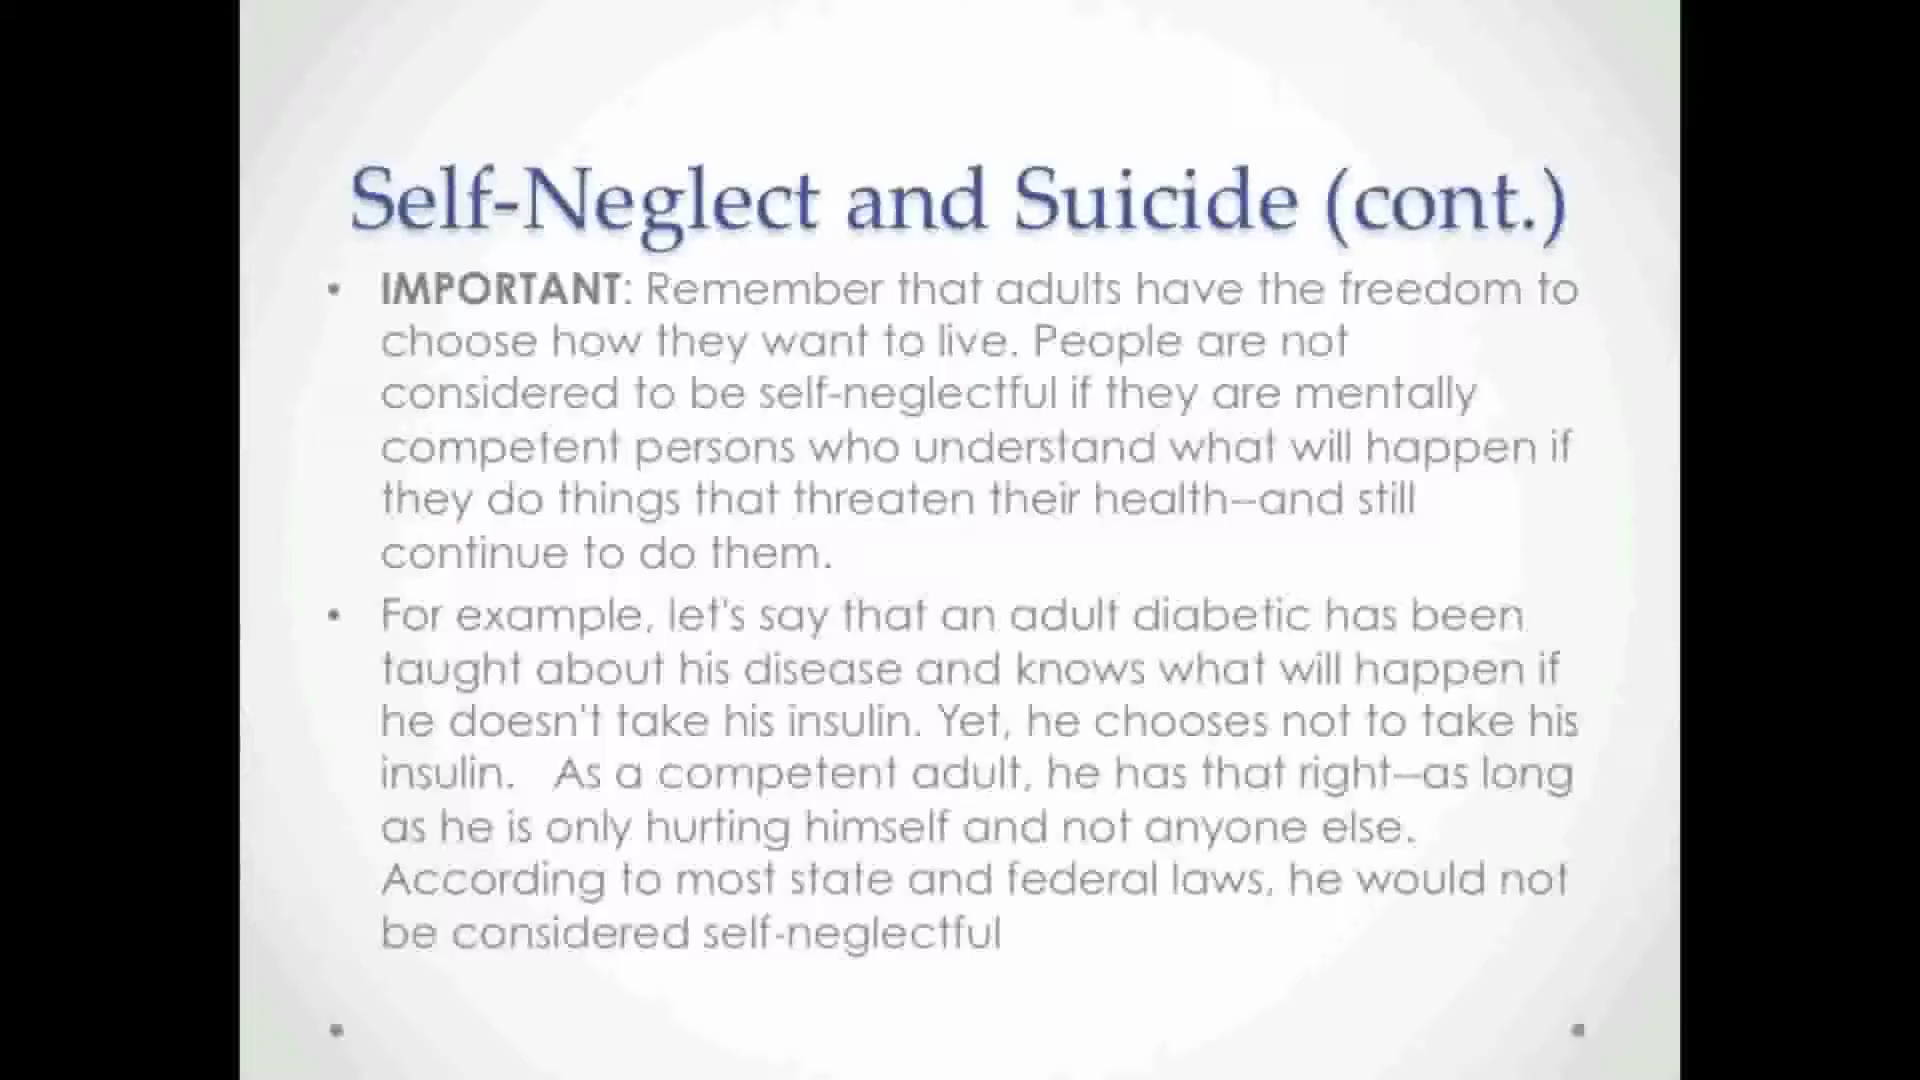 Self-Neglect and Suicide (cont.)
• IMPORTANT: Remember that adults have the freedom to
choose how they want to live. People are not
considered to be self-neglectful if they are mentally
competent persons who understand what will happen if
they do things that threaten their health—and still
continue to do them.
• For example, let's say that an adult diabetic has been
taught about his disease and knows what will happen if
he doesn't take his insulin. Yet, he chooses not to take his
insulin.   As a competent adult, he has that right—as long
as he is only hurting himself and not anyone else.
According to most state and federal laws, he would not
be considered self-neglectful